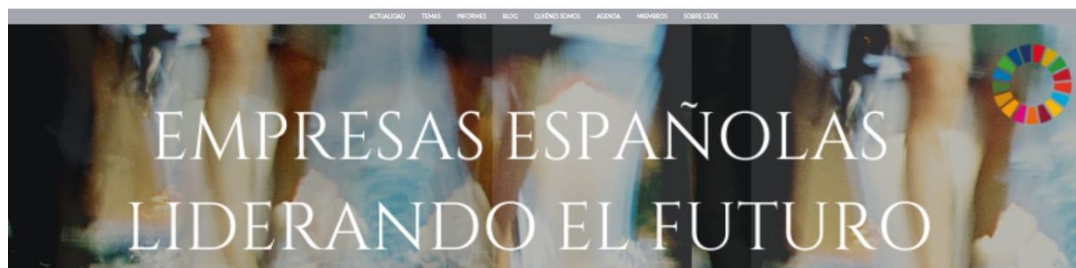 ACTUALIDAD TEMAS INFORMES BLOG QUIÉNES SOMOS AGENDA MIEMBROS SOBRE CEOE
EMPRESAS ESPAÑOLAS
LIDERANDO EL FUTURO